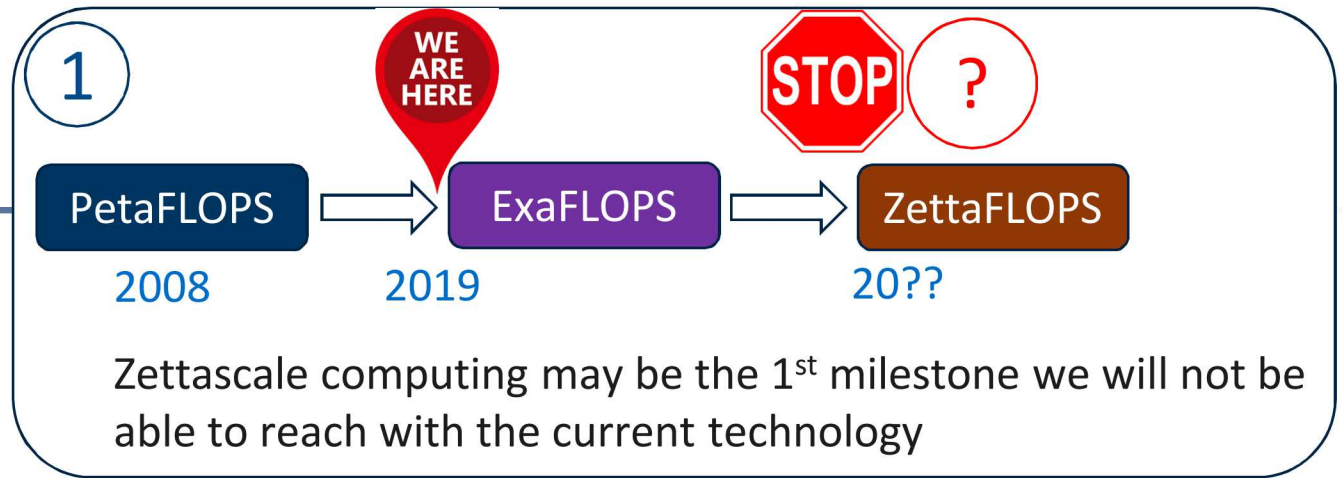 1
WE
ARE
HERE
STOP
?
PetaFLOPS
ExaFLOPS
ZettaFLOPS
2008
2019
20??
Zettascale computing may be the 1st milestone we will not be
able to reach with the current technology